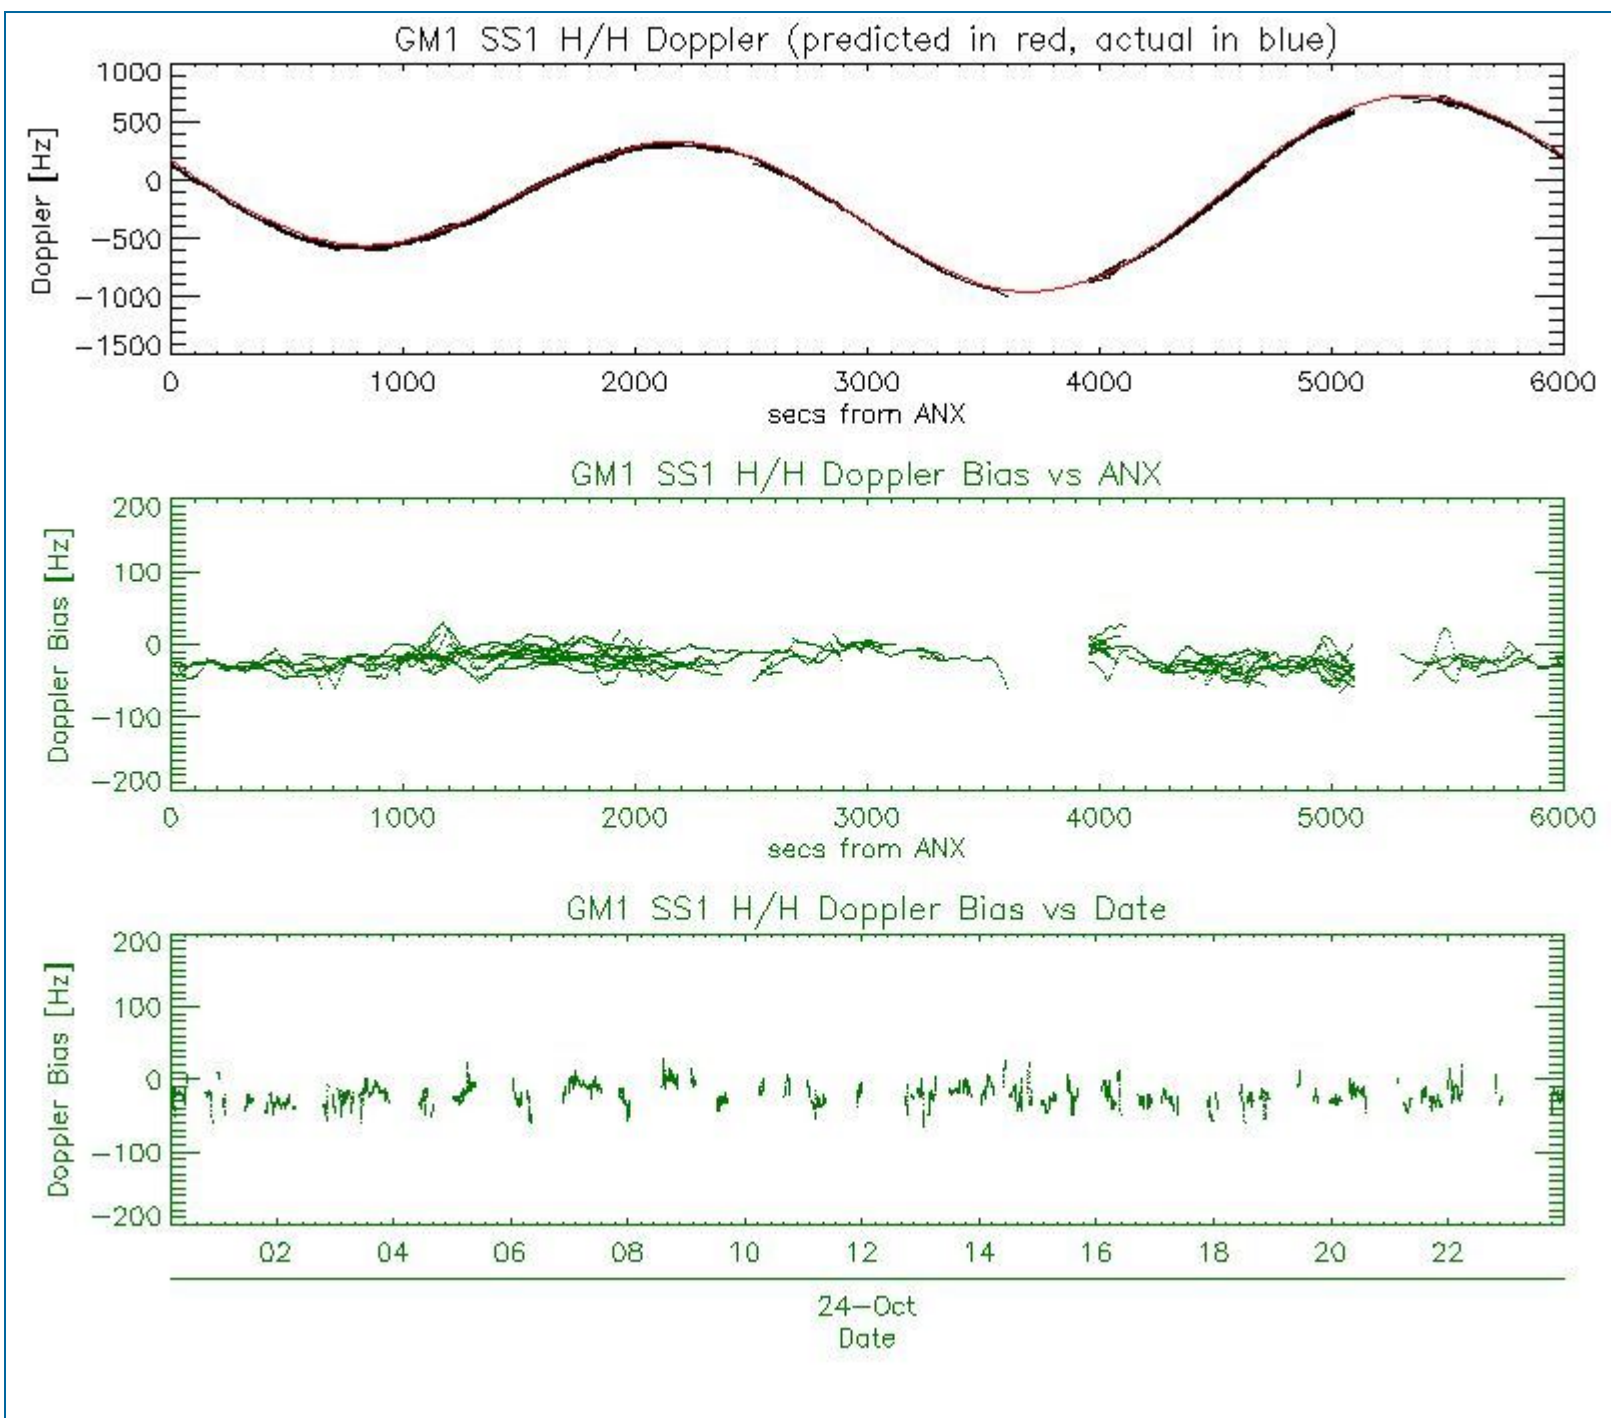 GM1 SS1 H/H Doppler (predicted in red, actual in blue)
1000
500
0
−500
−1000
−1500
Doppler [Hz]
0 1000 2000 3000 4000 5000 6000
secs from ANX
GM1 SS1 H/H Doppler Bias vs ANX
200
100
0
−100
−200
Doppler Bias [Hz]
0 1000 2000 3000 4000 5000 6000
secs from ANX
GM1 SS1 H/H Doppler Bias vs Date
200
100
0
−100
−200
Doppler Bias [Hz]
02 04 06 08 10 12 14 16 18 20 22
24−Oct
Date